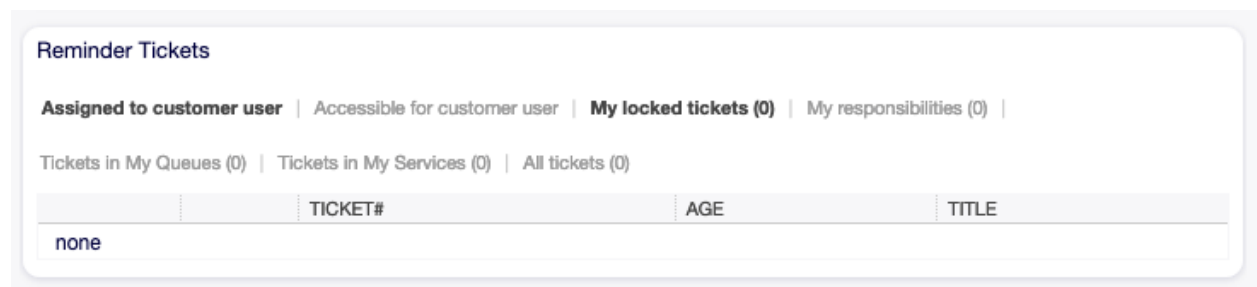 Reminder Tickets
Assigned to customer user | Accessible for customer user | My locked tickets (0) | My responsibilities (0) |
Tickets in My Queues (0) | Tickets in My Services (0) | All tickets (0)
TICKET# AGE TITLE
none